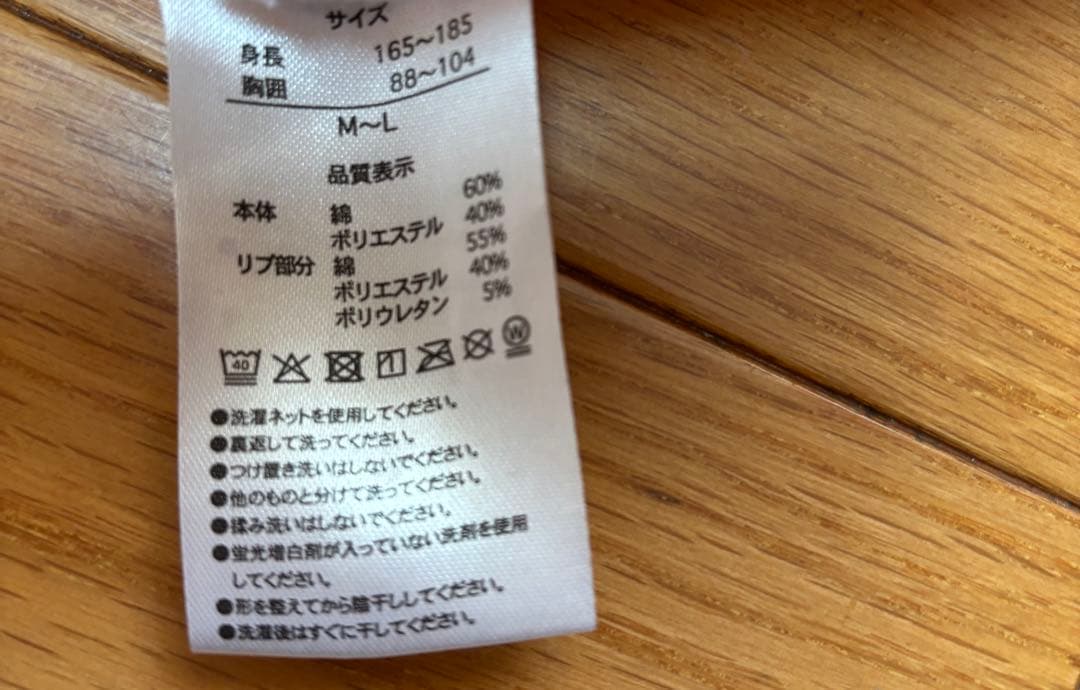 サイズ
身長 165〜185
胸囲 88〜104
M〜L
品質表示
本体 綿 60%
ポリエステル 40%
リブ部分 綿 55%
ポリエステル 40%
ポリウレタン 5%
40 W
●洗濯ネットを使用してください。
●裏返して洗ってください。
●つけ置き洗いはしないでください。
●他のものと分けて洗ってください。
●揉み洗いはしないでください。
●蛍光増白剤が入っていない洗剤を使用
してください。
●形を整えてから陰干ししてください。
●洗濯後はすぐに干してください。